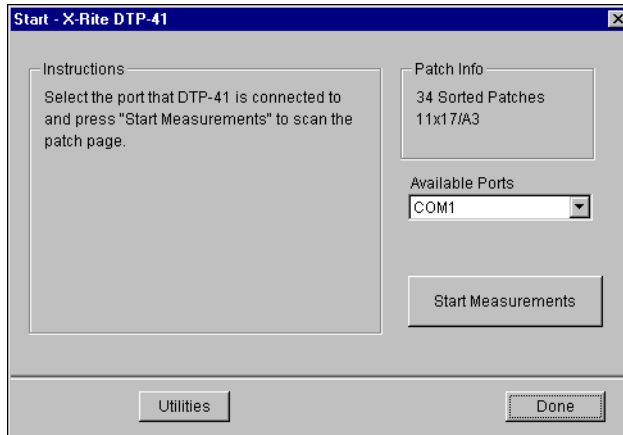 Start - X-Rite DTP-41
Instructions
Select the port that DTP-41 is connected to
and press "Start Measurements" to scan the
patch page.
Patch Info
34 Sorted Patches
11x17/A3
Available Ports
COM1
Start Measurements
Utilities
Done